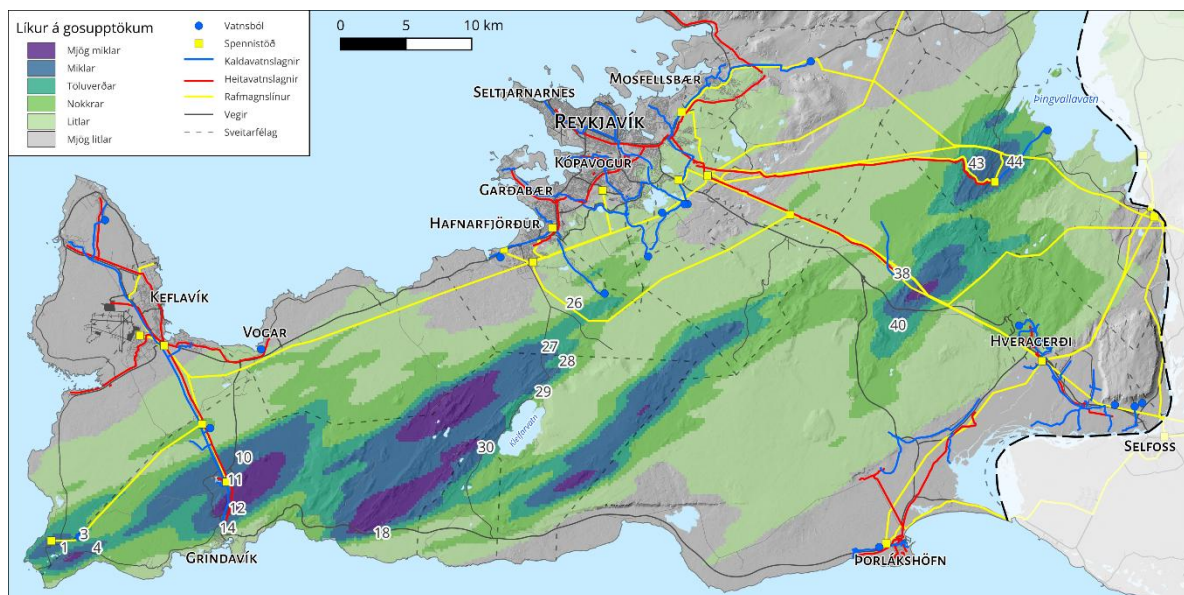 Líkur á gosupptökum
Mjög miklar
Miklar
Toluverðar
Nokkrar
Litlar
Mjög litlar
Vatnsból
Spennistöð
Kaldavatnslagnir
Heitavatnslagnir
Rafmagnslínur
Vegir
Sveitarfélag
0 5 10 km
Mosfellsbær
Seltjarnarnes
Reykjavík
Kópavogur
Garðabær
Hafnarfjörður
Þingvallavatn
43 44
Keflavík
Vogar
26
38
40
27
28
29
Hveragerði
Kleifarvatn
30
Selfoss
10
11
12
14
18
3
1 4
Grindavík
Þorlákshöfn